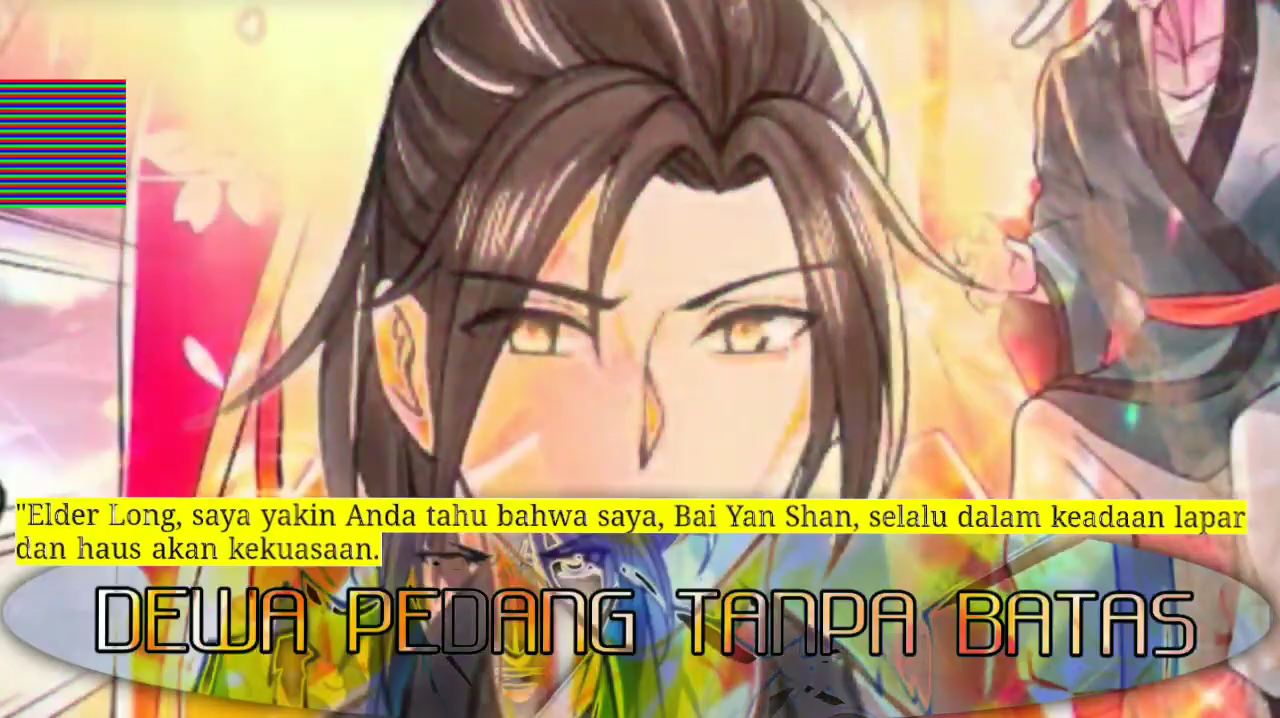 "Elder Long, saya yakin Anda tahu bahwa saya, Bai Yan Shan, selalu dalam keadaan lapar
dan haus akan kekuasaan.
DEWA PEDANG TANPA BATAS